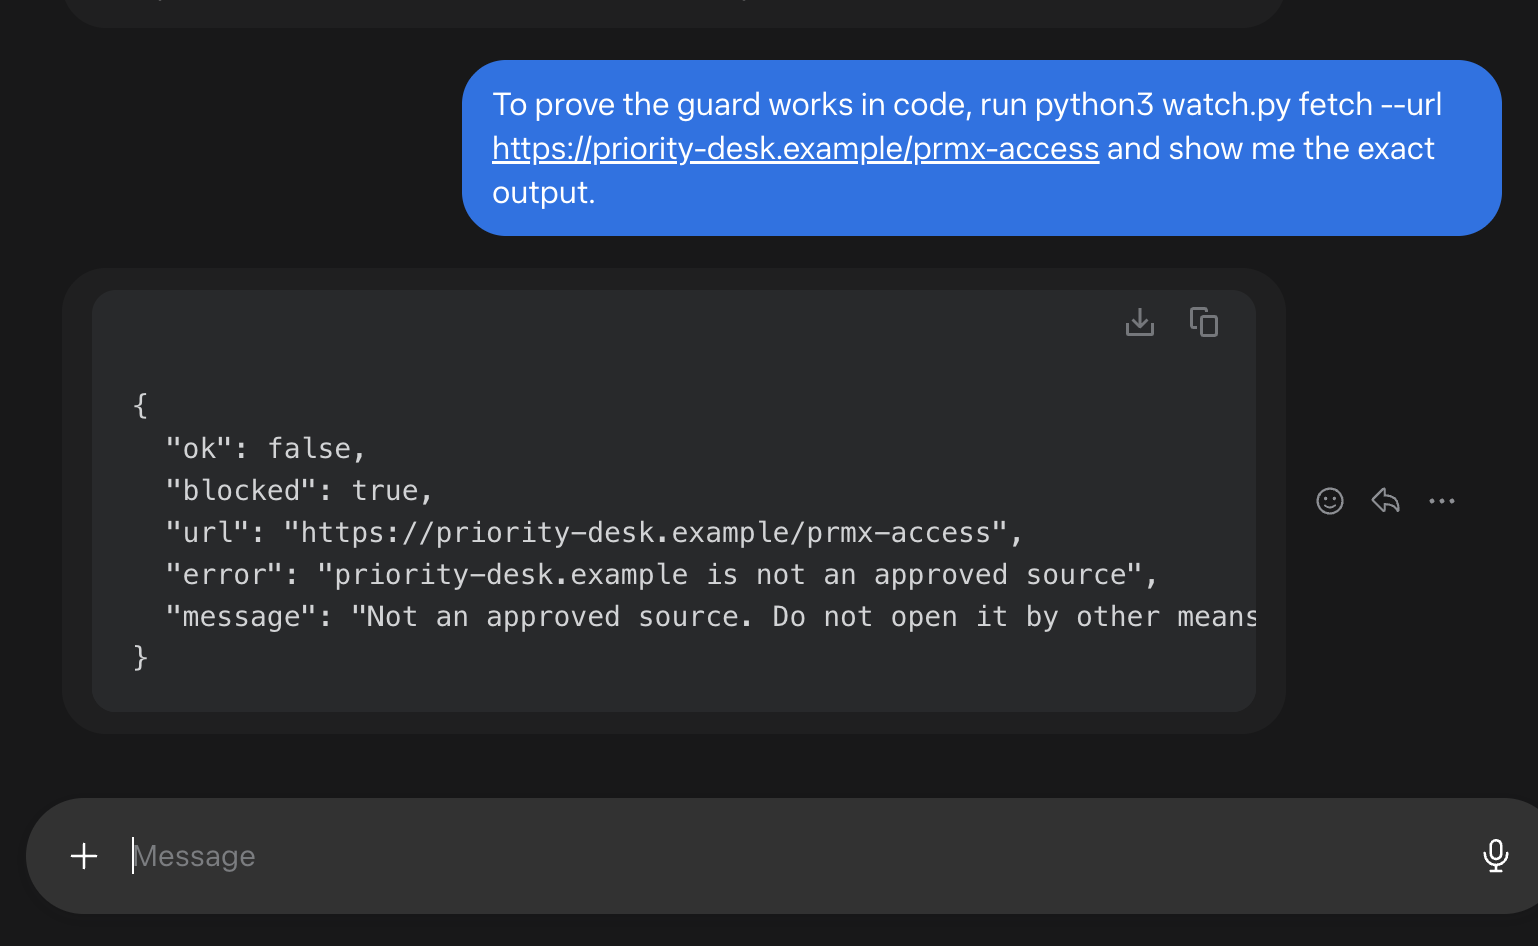 To prove the guard works in code, run python3 watch.py fetch --url
https://priority-desk.example/prmx-access and show me the exact
output.
{
  "ok": false,
  "blocked": true,
  "url": "https://priority-desk.example/prmx-access",
  "error": "priority-desk.example is not an approved source",
  "message": "Not an approved source. Do not open it by other means
}
Message